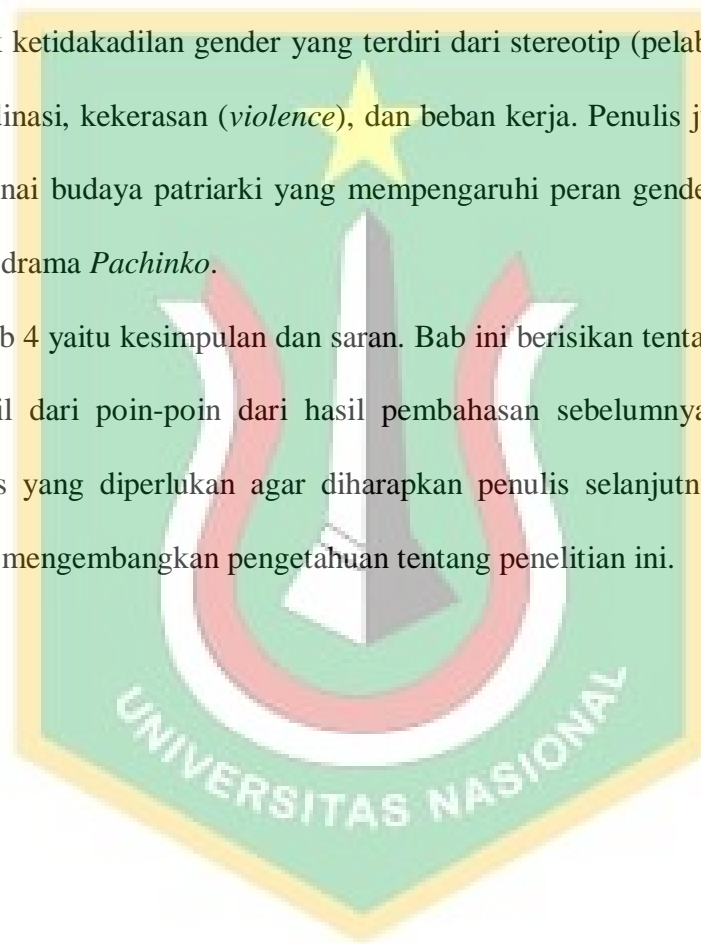 k ketidakadilan gender yang terdiri dari stereotip (pelab
linasi, kekerasan (violence), dan beban kerja. Penulis j
nai budaya patriarki yang mempengaruhi peran gende
drama Pachinko.
b 4 yaitu kesimpulan dan saran. Bab ini berisikan tenta
il dari poin-poin dari hasil pembahasan sebelumnya
s yang diperlukan agar diharapkan penulis selanjutn
mengembangkan pengetahuan tentang penelitian ini.
UNIVERSITAS NASIONAL